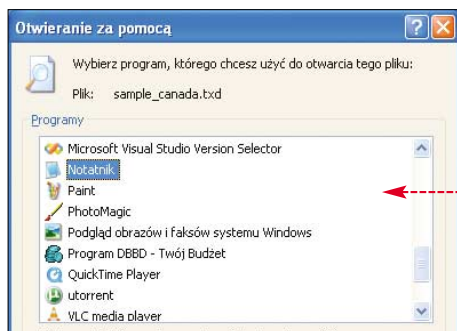 Otwieranie za pomocą
Wybierz program, którego chcesz użyć do otwarcia tego pliku:
Plik: sample_canada.txd
Programy
Microsoft Visual Studio Version Selector
Notatnik
Paint
PhotoMagic
Podgląd obrazów i faksów systemu Windows
Program DBBD - Twój Budżet
QuickTime Player
utorrent
VLC media player